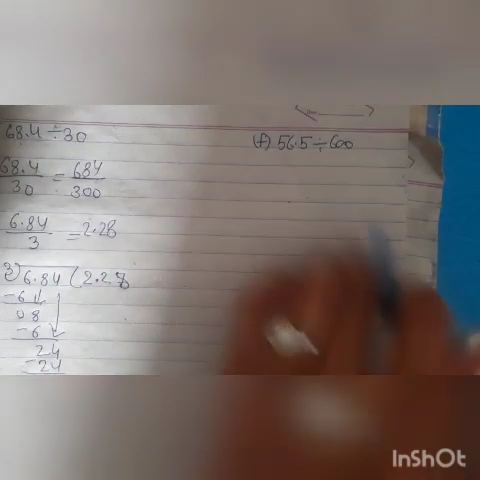 68.4 ÷ 30
68.4/30 = 684/300
6.84/3 = 2.28
3)6.84(2.28
-6
08
-6
24
-24
(f) 56.5 ÷ 600
InShOt